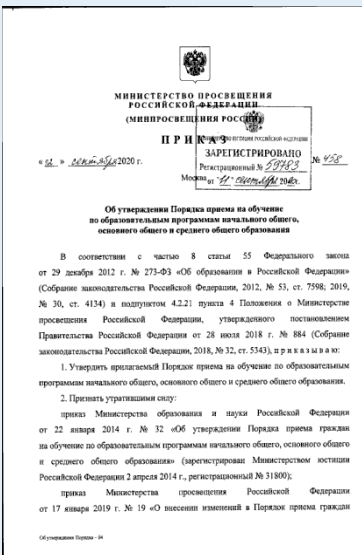 МИНИСТЕРСТВО ПРОСВЕЩЕНИЯ
РОССИЙСКОЙ ФЕДЕРАЦИИ
(МИНПРОСВЕЩЕНИЯ РОССИИ)
ПРИКАЗ
ЗАРЕГИСТРИРОВАНО
Регистрационный № 59783
от "11" сентября 2020
« » сентября 2020 г.
Москва
№ 458
Об утверждении Порядка приема на обучение
по образовательным программам начального общего,
основного общего и среднего общего образования
В соответствии с частью 8 статьи 55 Федерального закона
от 29 декабря 2012 г. № 273-ФЗ «Об образовании в Российской Федерации»
(Собрание законодательства Российской Федерации, 2012, № 53, ст. 7598; 2019,
№ 30, ст. 4134) и подпунктом 4.2.21 пункта 4 Положения о Министерстве
просвещения Российской Федерации, утвержденного постановлением
Правительства Российской Федерации от 28 июля 2018 г. № 884 (Собрание
законодательства Российской Федерации, 2018, № 32, ст. 5343), приказываю:
1. Утвердить прилагаемый Порядок приема на обучение по образовательным
программам начального общего, основного общего и среднего общего образования.
2. Признать утратившими силу:
приказ Министерства образования и науки Российской Федерации
от 22 января 2014 г. № 32 «Об утверждении Порядка приема граждан
на обучение по образовательным программам начального общего, основного общего
и среднего общего образования» (зарегистрирован Министерством юстиции
Российской Федерации 2 апреля 2014 г., регистрационный № 31800);
приказ Министерства просвещения Российской Федерации
от 17 января 2019 г. № 19 «О внесении изменений в Порядок приема граждан
Об утверждении Порядка – 04